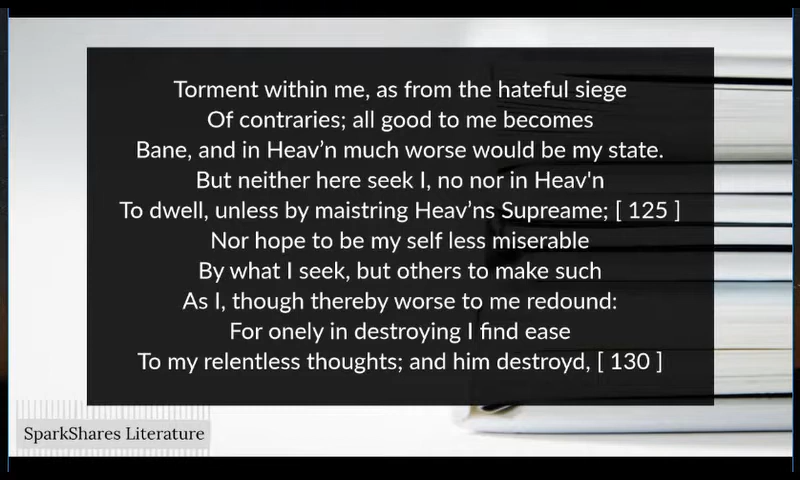 Torment within me, as from the hateful siege
Of contraries; all good to me becomes
Bane, and in Heav’n much worse would be my state.
But neither here seek I, no nor in Heav'n
To dwell, unless by maistring Heav’ns Supreame; [ 125 ]
Nor hope to be my self less miserable
By what I seek, but others to make such
As I, though thereby worse to me redound:
For onely in destroying I find ease
To my relentless thoughts; and him destroyd, [ 130 ]
SparkShares Literature